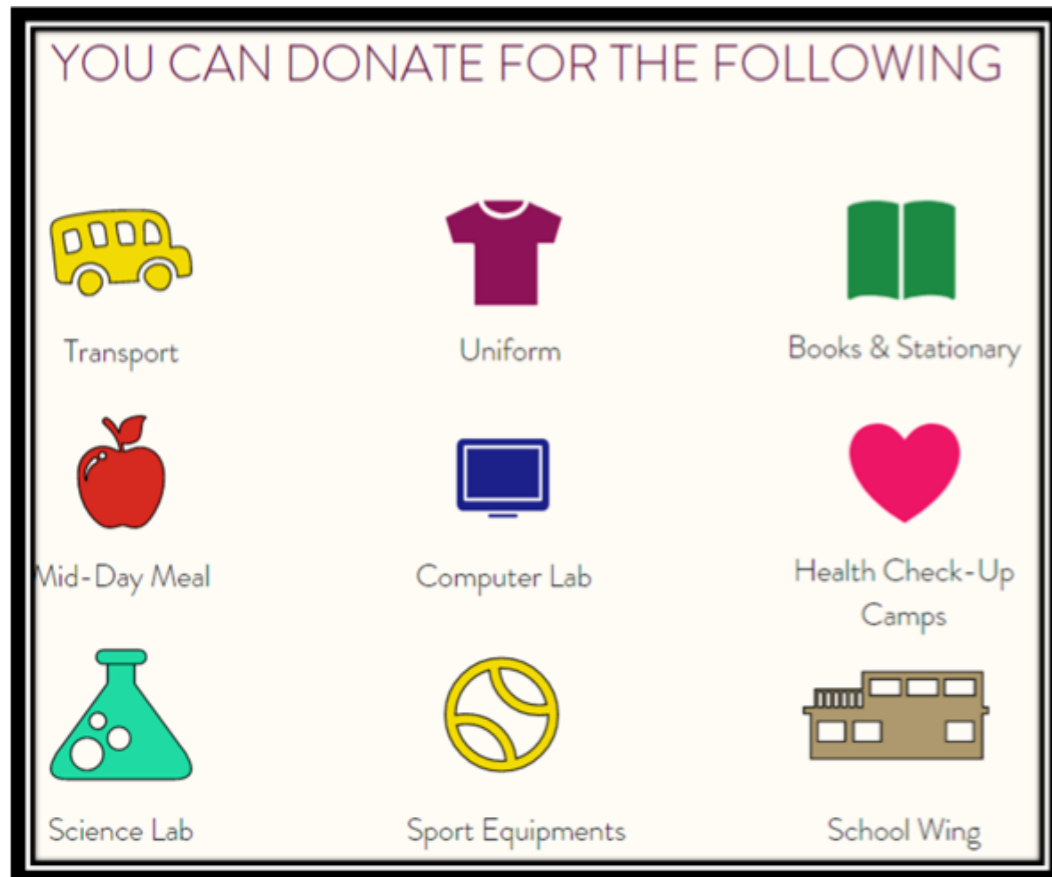 YOU CAN DONATE FOR THE FOLLOWING
Transport
Uniform
Books & Stationary
Mid-Day Meal
Computer Lab
Health Check-Up
Camps
Science Lab
Sport Equipments
School Wing